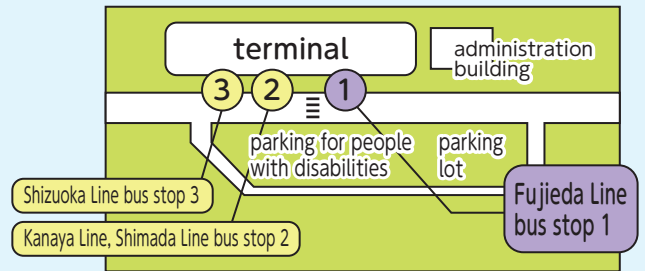 terminal
administration
building
3
2
1
parking for people
with disabilities
parking
lot
Shizuoka Line bus stop 3
Kanaya Line, Shimada Line bus stop 2
Fujieda Line
bus stop 1